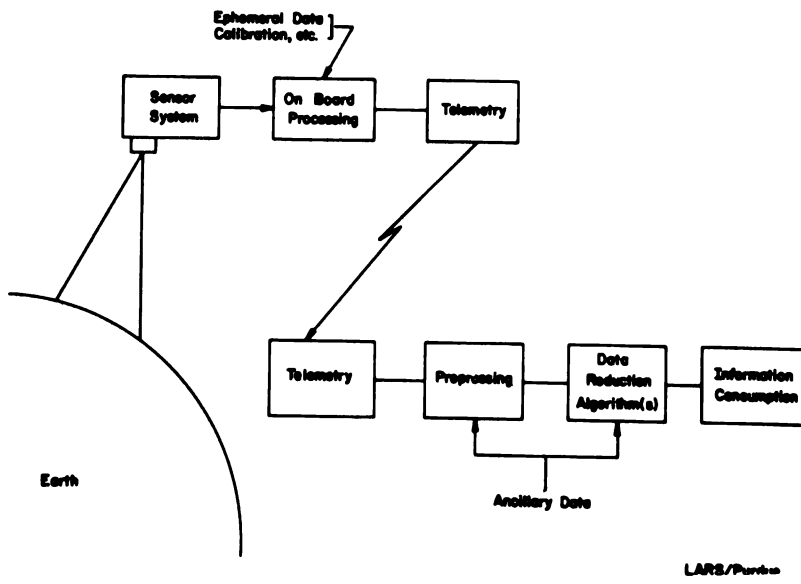 Ephemeral Data
Calibration, etc.
Sensor
System
On Board
Processing
Telemetry
Telemetry
Preprssing
Data
Reduction
Algorithm(s)
Information
Consumption
Ancillary Data
Earth
LARS/Purdue